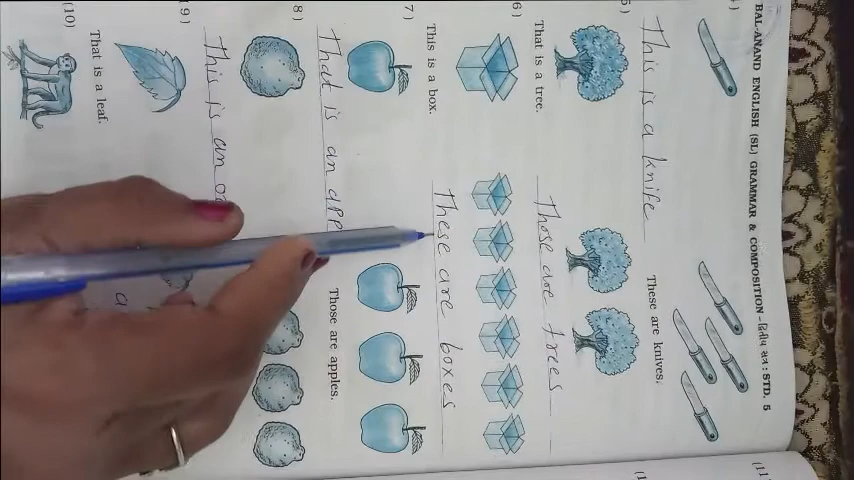 BAL-ANAND ENGLISH (SL) GRAMMAR & COMPOSITION - દ્વિતીય સત્ર : STD. 5
This is a knife
These are knives.
5)
That is a tree.
Those are trees
6)
This is a box.
These are boxes
7)
That is an app
Those are apples.
8)
This is an o
(9)
That is a leaf.
(10)
(11)